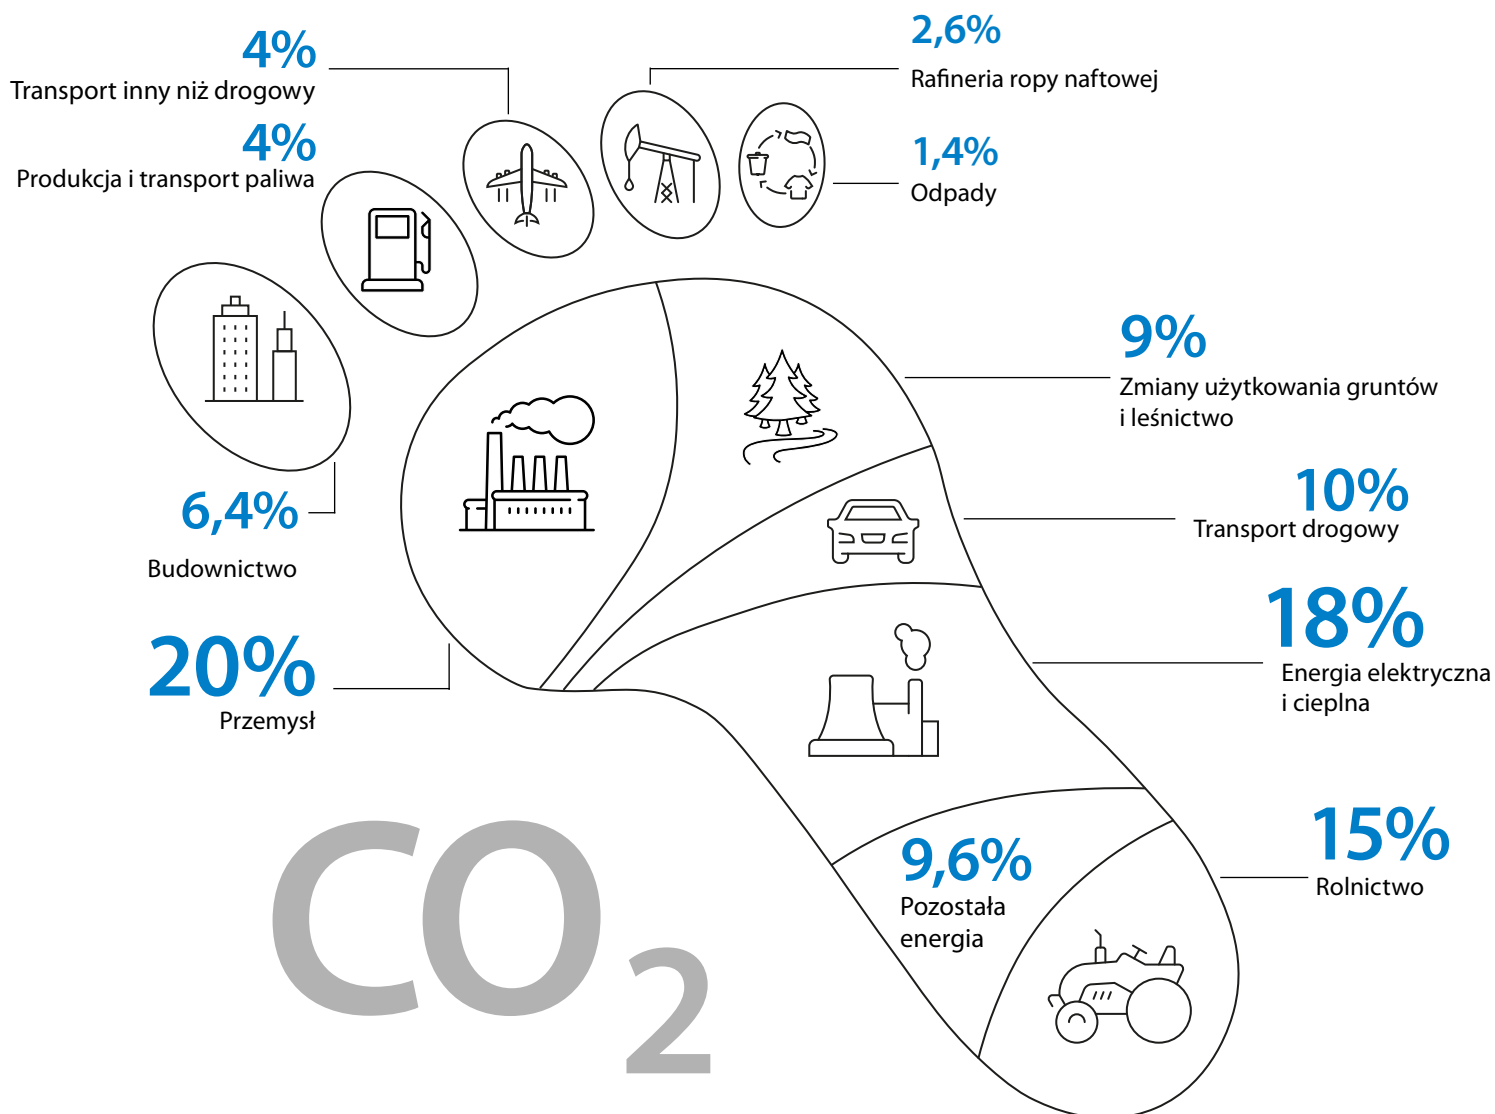 4%
Transport inny niż drogowy
4%
Produkcja i transport paliwa
2,6%
Rafineria ropy naftowej
1,4%
Odpady
9%
Zmiany użytkowania gruntów
i leśnictwo
6,4%
Budownictwo
10%
Transport drogowy
20%
Przemysł
18%
Energia elektryczna
i cieplna
15%
Rolnictwo
9,6%
Pozostała
energia
CO2